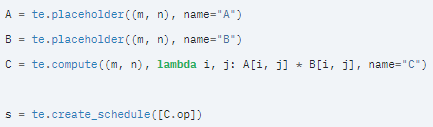 A = te.placeholder((m, n), name="A")
B = te.placeholder((m, n), name="B")
C = te.compute((m, n), lambda i, j: A[i, j] * B[i, j], name="C")
s = te.create_schedule([C.op])